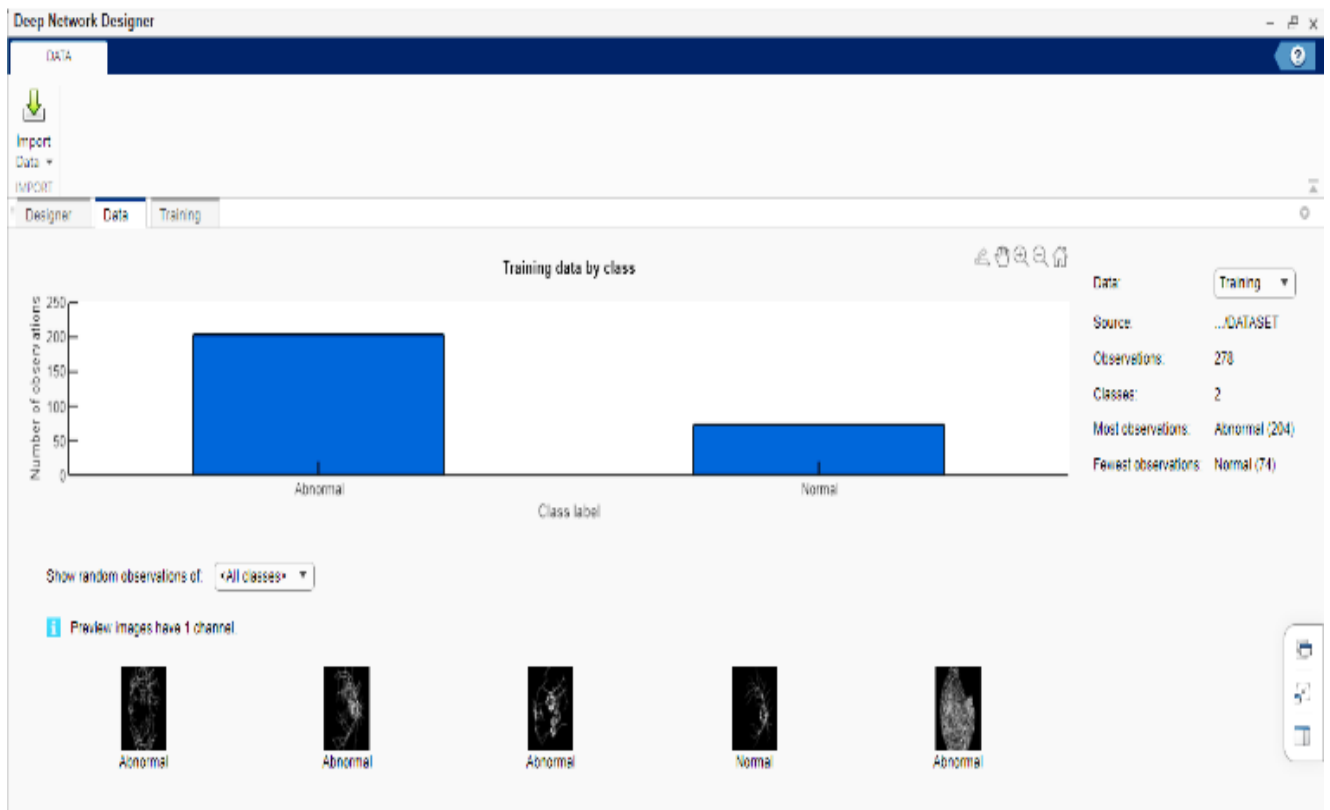 Deep Network Designer
DATA
Import
Data
IMPORT
Designer Data Training
Training data by class
Number of observations
250
200
150
100
50
0
Abnormal Normal
Class label
Data: Training
Source: .../DATASET
Observations: 278
Classes: 2
Most observations: Abnormal (204)
Fewest observations: Normal (74)
Show random observations of: <All classes>
Preview images have 1 channel.
Abnormal Abnormal Abnormal Normal Abnormal